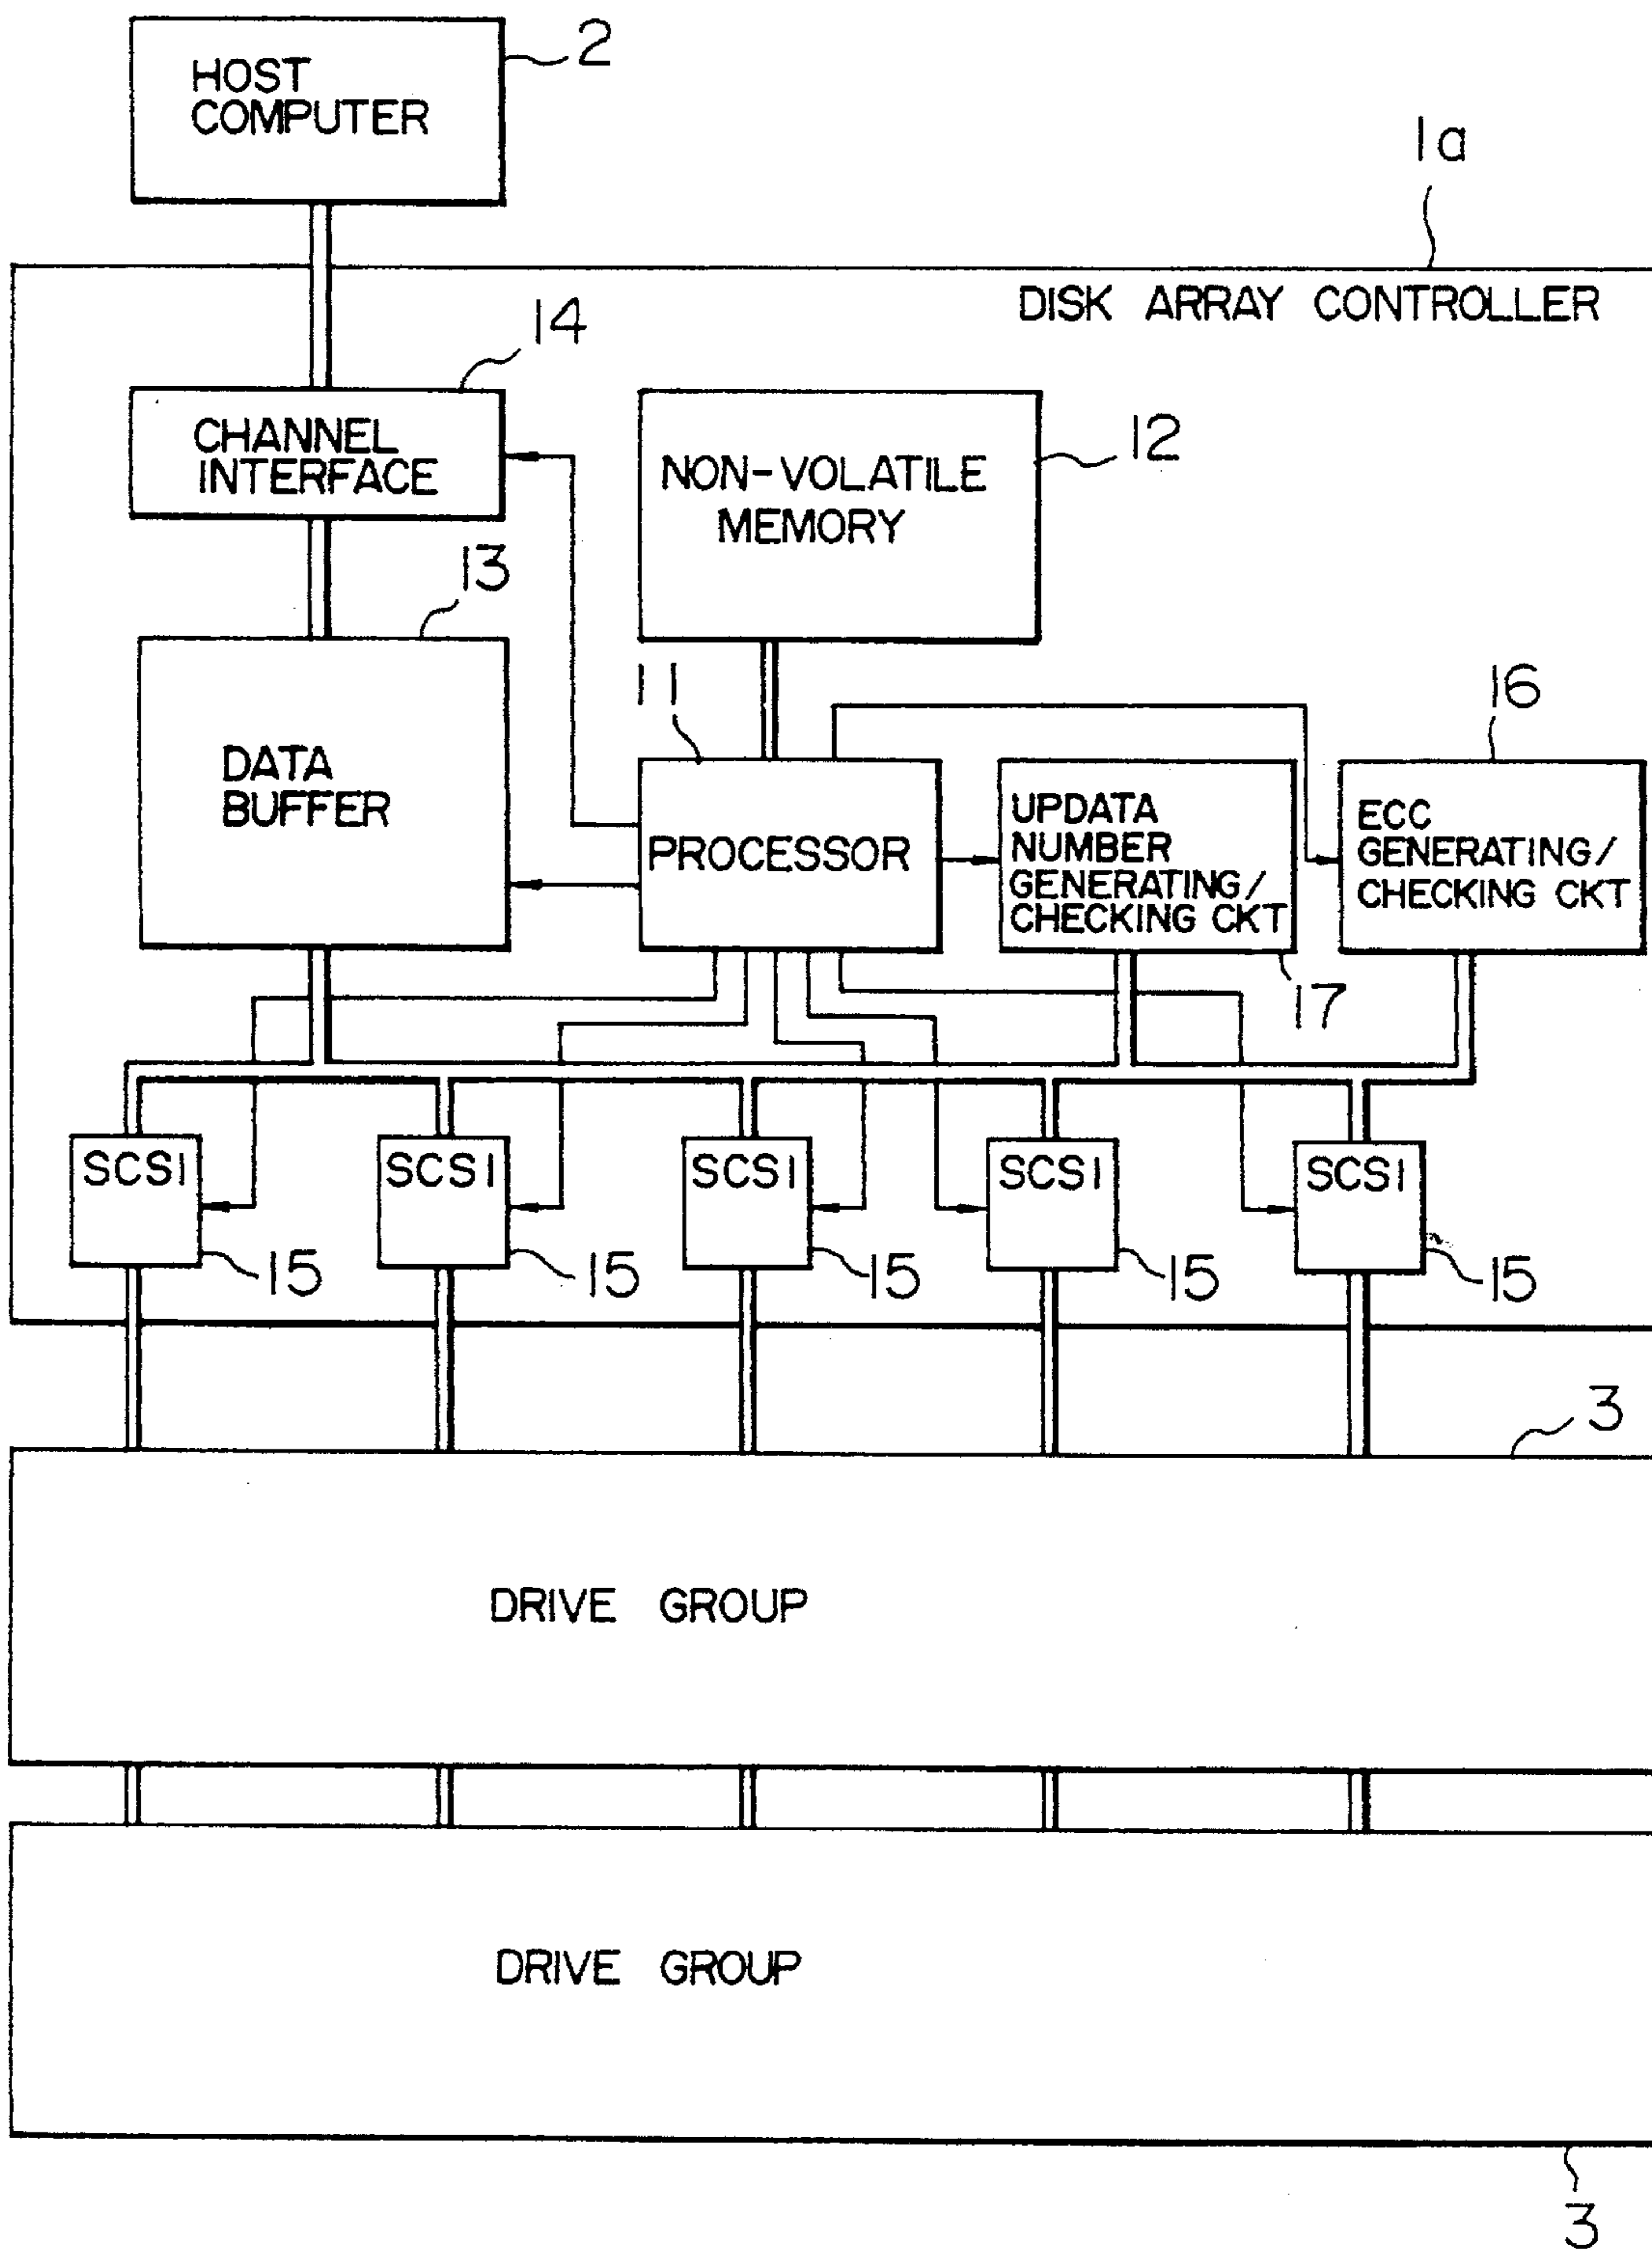 HOST
COMPUTER
2
1a
DISK ARRAY CONTROLLER
14
CHANNEL
INTERFACE
NON-VOLATILE
MEMORY
12
13
DATA
BUFFER
11
PROCESSOR
UPDATA
NUMBER
GENERATING/
CHECKING CKT
17
16
ECC
GENERATING/
CHECKING CKT
SCSI
SCSI
SCSI
SCSI
SCSI
15
15
15
15
15
3
DRIVE GROUP
DRIVE GROUP
3